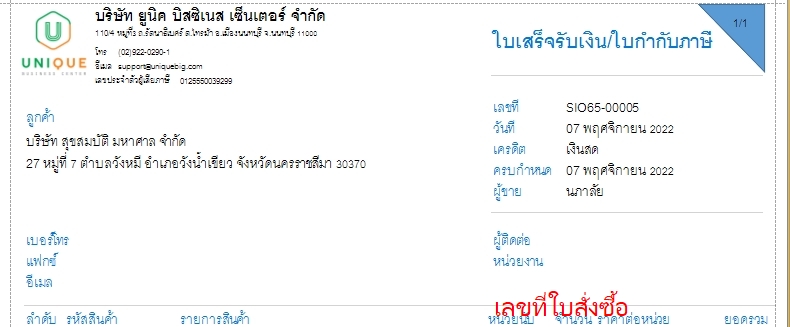 บริษัท ยูนิค บิสซิเนส เซ็นเตอร์ จำกัด
110/4 หมู่ที่6 ถ.รัตนาธิเบศร์ ต.ไทรม้า อ.เมืองนนทบุรี จ.นนทบุรี 11000
โทร (02)922-0290-1
อีเมล support@uniquebig.com
เลขประจำตัวผู้เสียภาษี 0125550039299
UNIQUE
BUSINESS CENTER
1/1
ใบเสร็จรับเงิน/ใบกำกับภาษี
ลูกค้า
บริษัท สุขสมบัติ มหาศาล จำกัด
27 หมู่ที่ 7 ตำบลวังหมี อำเภอวังน้ำเขียว จังหวัดนครราชสีมา 30370
เลขที่ SIO65-00005
วันที่ 07 พฤศจิกายน 2022
เครดิต เงินสด
ครบกำหนด 07 พฤศจิกายน 2022
ผู้ขาย นภาลัย
เบอร์โทร
แฟกซ์
อีเมล
ผู้ติดต่อ
หน่วยงาน
เลขที่ใบสั่งซื้อ
ลำดับ รหัสสินค้า รายการสินค้า หน่วยนับ จำนวน ราคาต่อหน่วย ยอดรวม